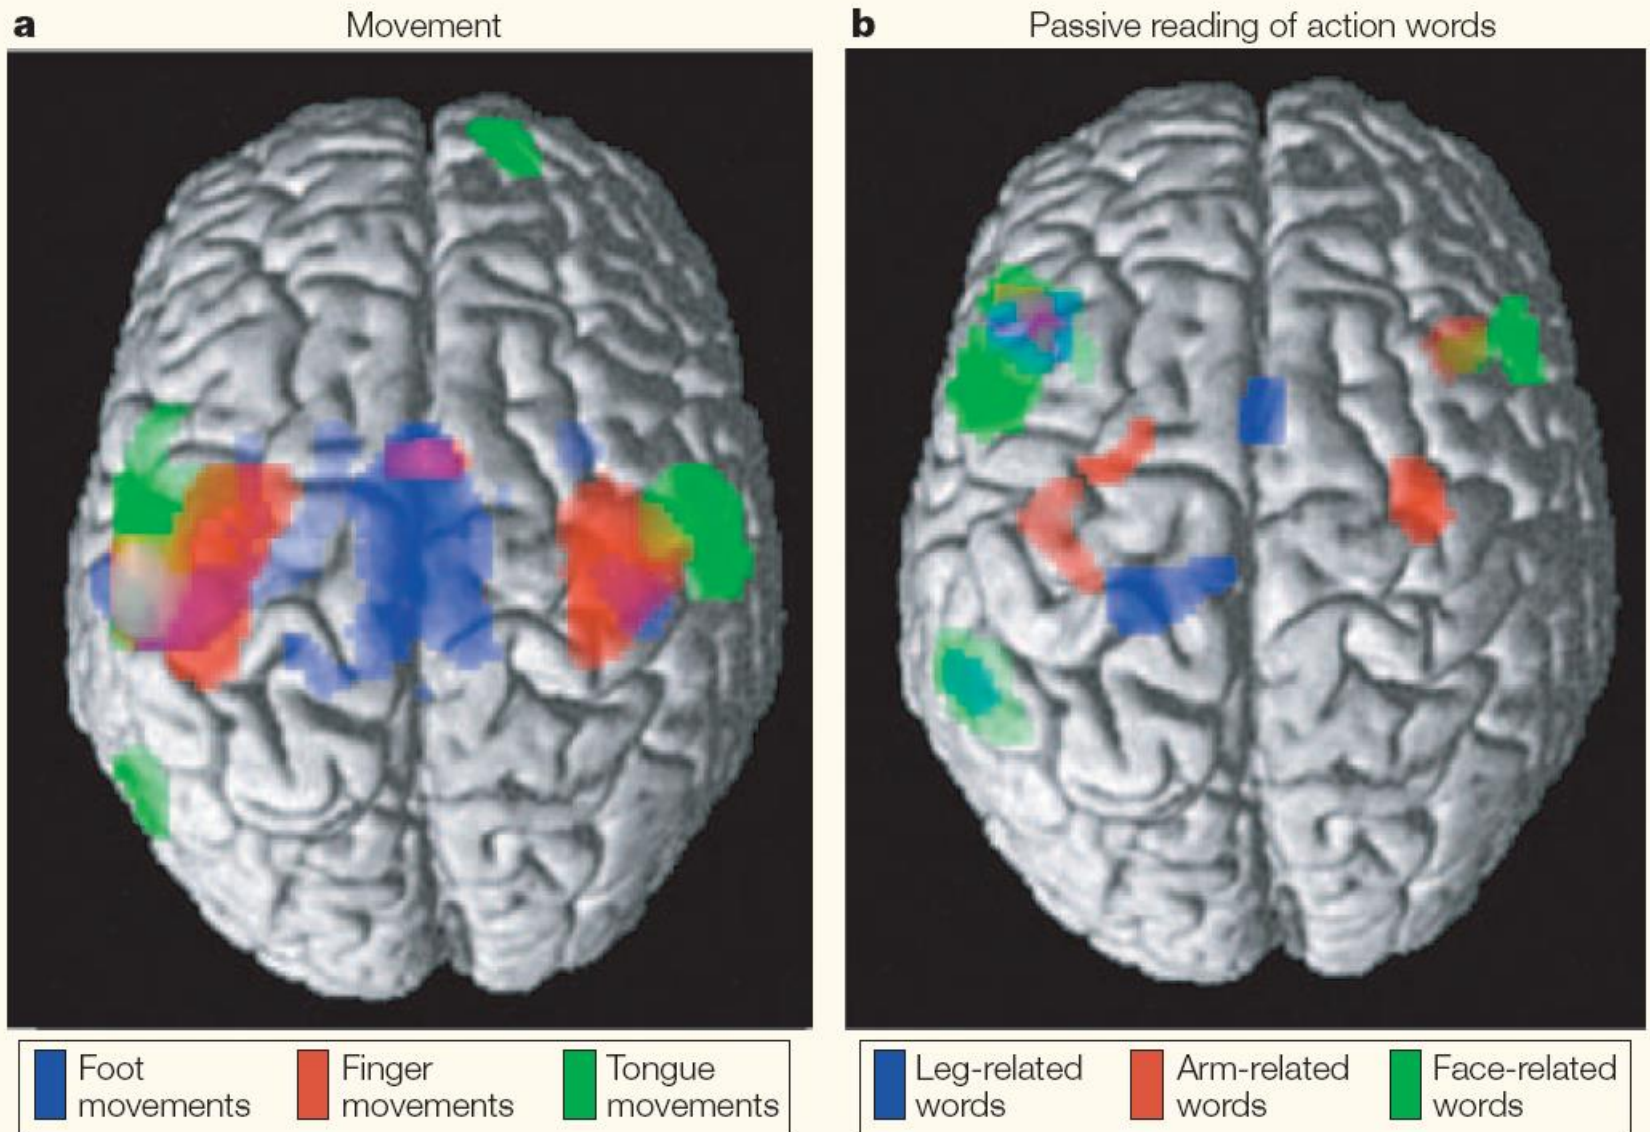 a Movement
b Passive reading of action words
Foot
movements
Finger
movements
Tongue
movements
Leg-related
words
Arm-related
words
Face-related
words